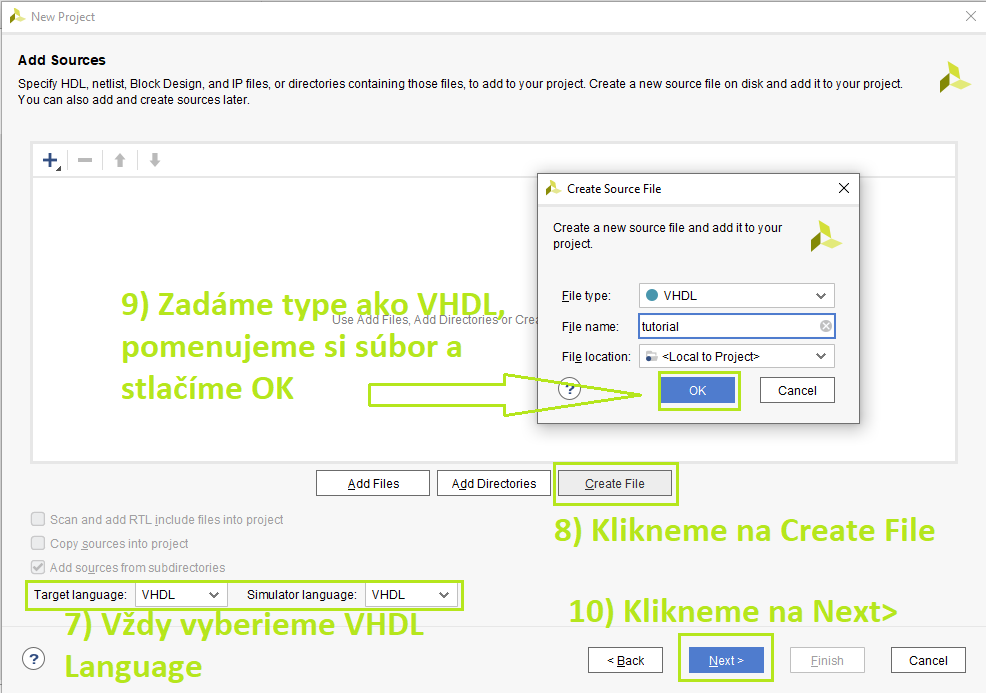 New Project
Add Sources
Specify HDL, netlist, Block Design, and IP files, or directories containing those files, to add to your project. Create a new source file on disk and add it to your project.
You can also add and create sources later.
Create Source File
Create a new source file and add it to your
project.
File type: VHDL
File name: tutorial
File location: <Local to Project>
? OK Cancel
9) Zadáme type ako VHDL,
Use Add Files, Add Directories or Crea
pomenujeme si súbor a
stlačíme OK
Add Files Add Directories Create File
8) Klikneme na Create File
Scan and add RTL include files into project
Copy sources into project
Add sources from subdirectories
Target language: VHDL Simulator language: VHDL
7) Vždy vyberieme VHDL
Language
10) Klikneme na Next>
? < Back Next > Finish Cancel